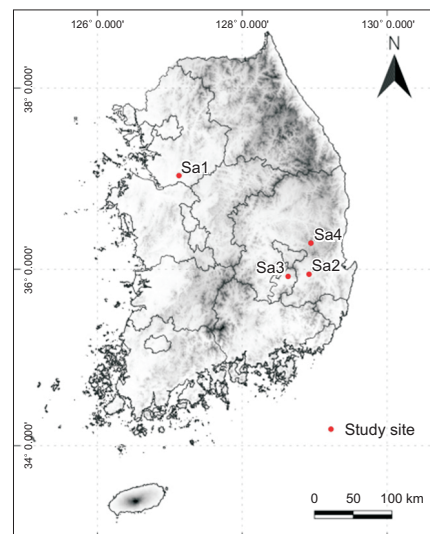 126° 0.000' 128° 0.000' 130° 0.000'
N
38° 0.000'
Sa1
Sa4
Sa3 Sa2
36° 0.000'
Study site
34° 0.000'
0 50 100 km